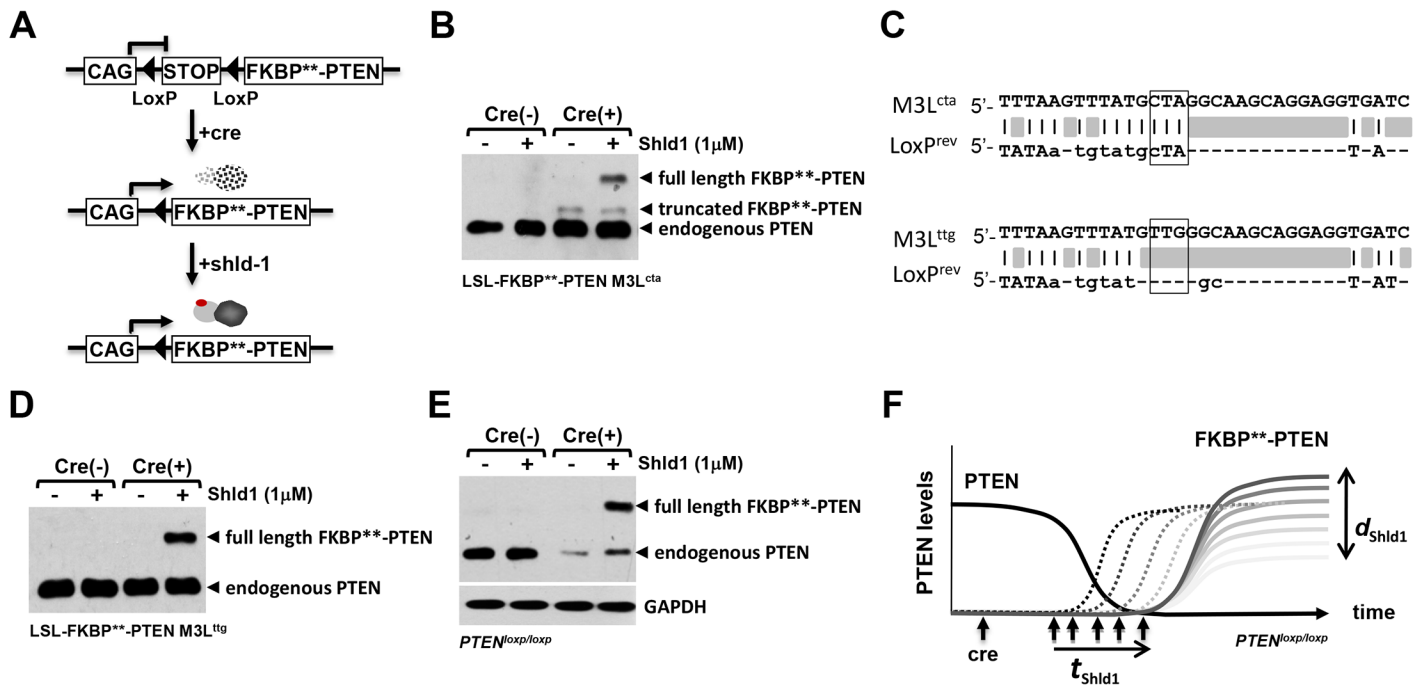 A
CAG STOP FKBP**-PTEN
LoxP LoxP
+cre
CAG FKBP**-PTEN
+shld-1
CAG FKBP**-PTEN
B
Cre(-) Cre(+)
- + - + Shld1 (1µM)
full length FKBP**-PTEN
truncated FKBP**-PTEN
endogenous PTEN
LSL-FKBP**-PTEN M3Lcta
C
M3Lcta 5’- TTTAAGTTTATGCTAGGCAAGCAGGAGGTGATC
LoxPrev 5’- TATAa-tgtatgcTA-------------T-A--
M3Lttg 5’- TTTAAGTTTATGTTGGGCAAGCAGGAGGTGATC
LoxPrev 5’- TATAa-tgtat-----gc----------T-AT-
D
Cre(-) Cre(+)
- + - + Shld1 (1µM)
full length FKBP**-PTEN
endogenous PTEN
LSL-FKBP**-PTEN M3Lttg
E
Cre(-) Cre(+)
- + - + Shld1 (1µM)
full length FKBP**-PTEN
endogenous PTEN
GAPDH
PTENloxp/loxp
F
FKBP**-PTEN
PTEN
PTEN levels
dShld1
time
cre
tShld1
PTENloxp/loxp